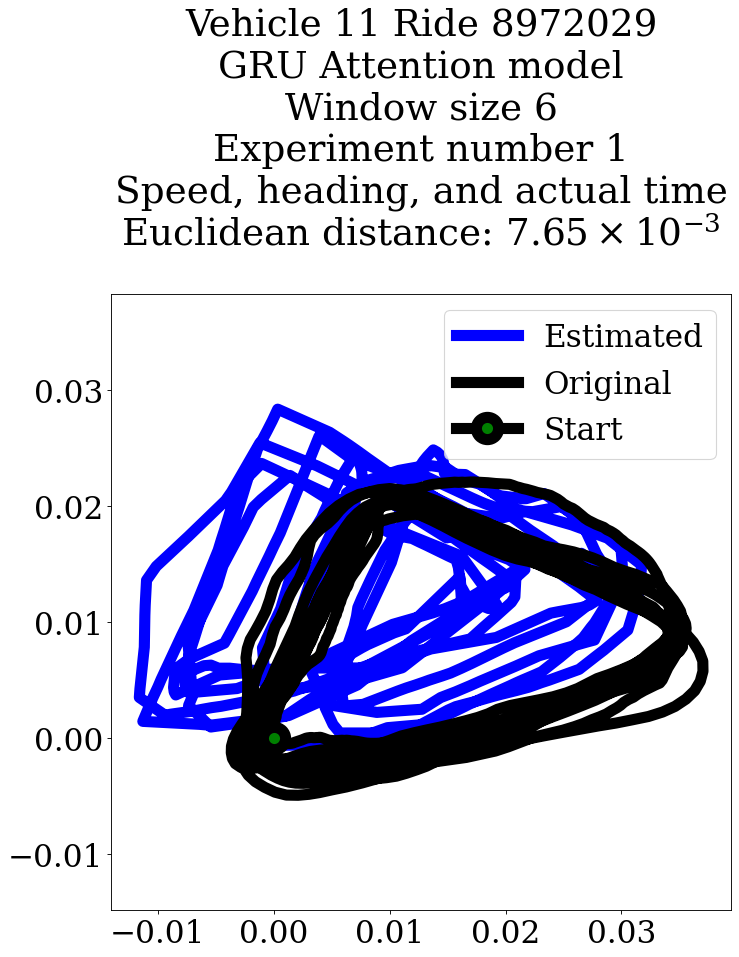 Vehicle 11 Ride 8972029
GRU Attention model
Window size 6
Experiment number 1
Speed, heading, and actual time
Euclidean distance: 7.65 × 10⁻³
Estimated
Original
Start
0.03
0.02
0.01
0.00
−0.01
−0.01 0.00 0.01 0.02 0.03